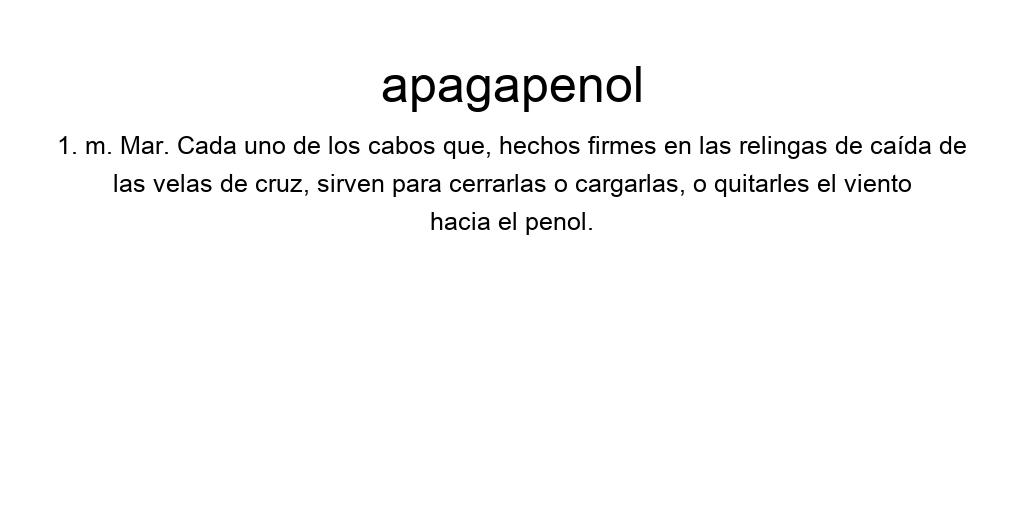 apagapenol
1. m. Mar. Cada uno de los cabos que, hechos firmes en las relingas de caída de
las velas de cruz, sirven para cerrarlas o cargarlas, o quitarles el viento
hacia el penol.